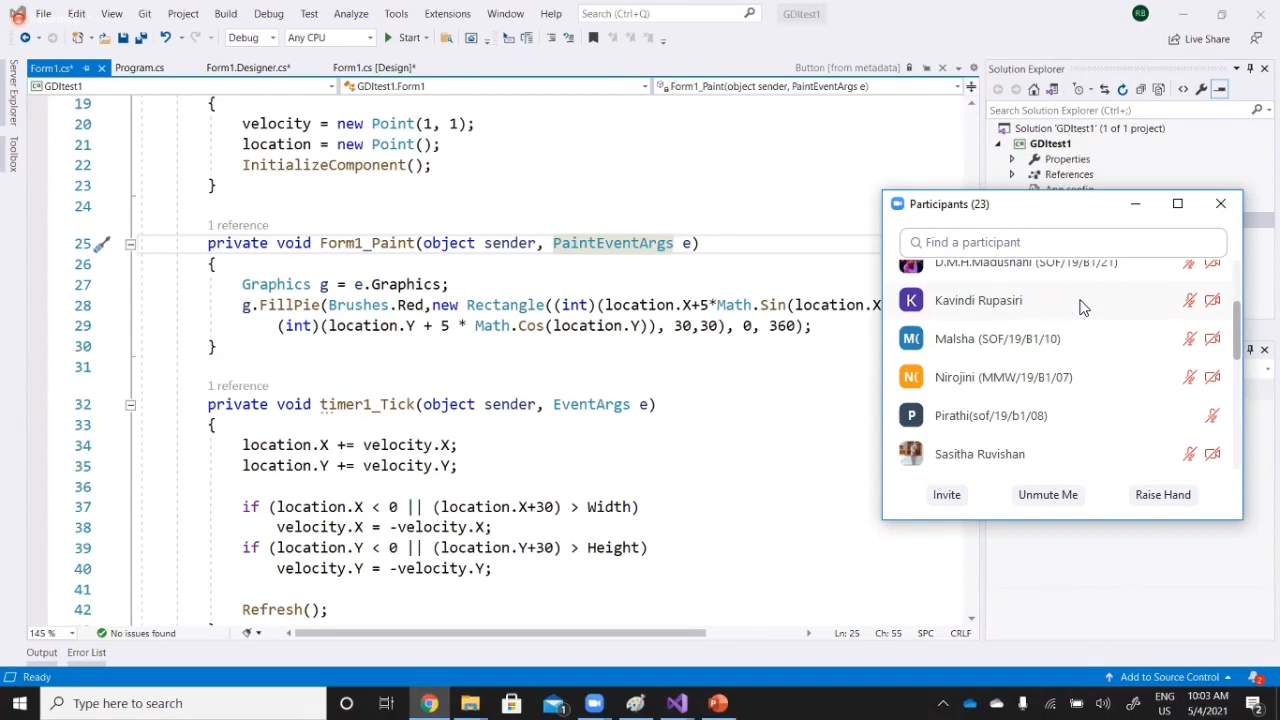 File Edit View Git Project Build Debug Test Analyze Tools Extensions Window Help Search (Ctrl+Q) GDItest1 RB
Debug Any CPU Start Live Share
Form1.cs* Program.cs Form1.Designer.cs* Form1.cs [Design]* Button [from metadata]
GDItest1 GDItest1.Form1 Form1_Paint(object sender, PaintEventArgs e)
Server Explorer
Toolbox
19 {
20 velocity = new Point(1, 1);
21 location = new Point();
22 InitializeComponent();
23 }
24
1 reference
25 private void Form1_Paint(object sender, PaintEventArgs e)
26 {
27 Graphics g = e.Graphics;
28 g.FillPie(Brushes.Red,new Rectangle((int)(location.X+5*Math.Sin(location.X
29 (int)(location.Y + 5 * Math.Cos(location.Y)), 30,30), 0, 360);
30 }
31
1 reference
32 private void timer1_Tick(object sender, EventArgs e)
33 {
34 location.X += velocity.X;
35 location.Y += velocity.Y;
36
37 if (location.X < 0 || (location.X+30) > Width)
38 velocity.X = -velocity.X;
39 if (location.Y < 0 || (location.Y+30) > Height)
40 velocity.Y = -velocity.Y;
41
42 Refresh();
145 % No issues found Ln: 25 Ch: 55 SPC CRLF
Output Error List
Solution Explorer
Search Solution Explorer (Ctrl+;)
Solution 'GDItest1' (1 of 1 project)
GDItest1
Properties
References
App.config
Participants (23)
Find a participant
D.M.H.Madushani (SOF/19/B1/21)
K Kavindi Rupasiri
M( Malsha (SOF/19/B1/10)
N( Nirojini (MMW/19/B1/07)
P Pirathi(sof/19/b1/08)
Sasitha Ruvishan
Invite Unmute Me Raise Hand
Ready Add to Source Control 2
Type here to search 1 ENG 10:03 AM
US 5/4/2021 2